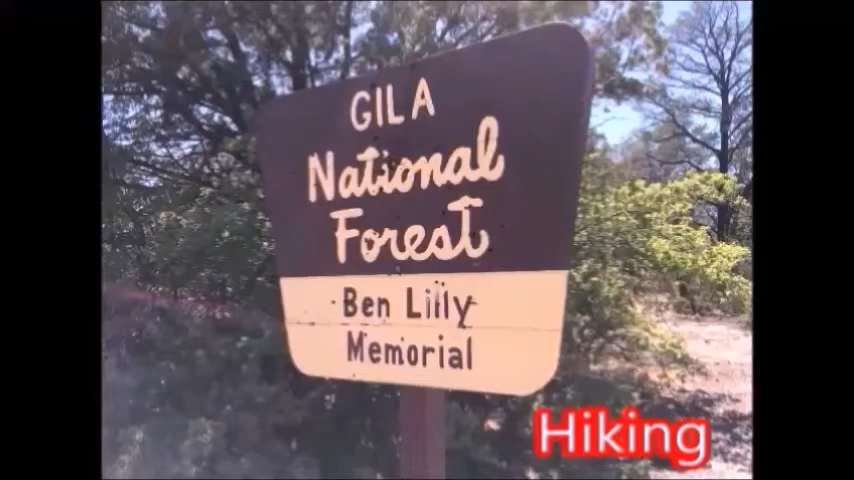 GILA
National
Forest
Ben Lilly
Memorial
Hiking